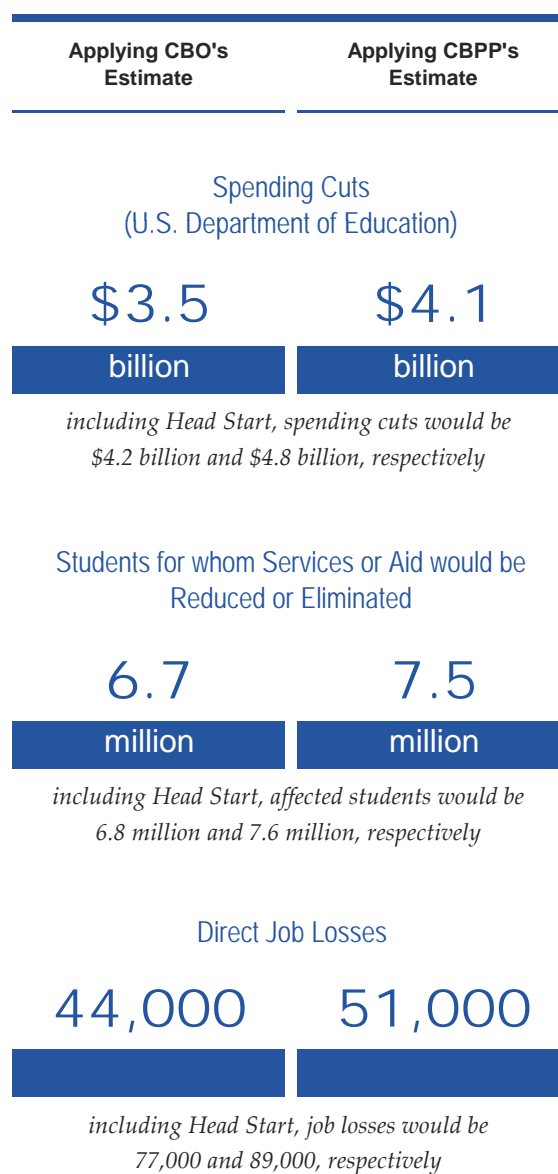 Applying CBO's Estimate
Applying CBPP's Estimate
Spending Cuts
(U.S. Department of Education)
$3.5 $4.1
billion billion
including Head Start, spending cuts would be
$4.2 billion and $4.8 billion, respectively
Students for whom Services or Aid would be
Reduced or Eliminated
6.7 7.5
million million
including Head Start, affected students would be
6.8 million and 7.6 million, respectively
Direct Job Losses
44,000 51,000
including Head Start, job losses would be
77,000 and 89,000, respectively